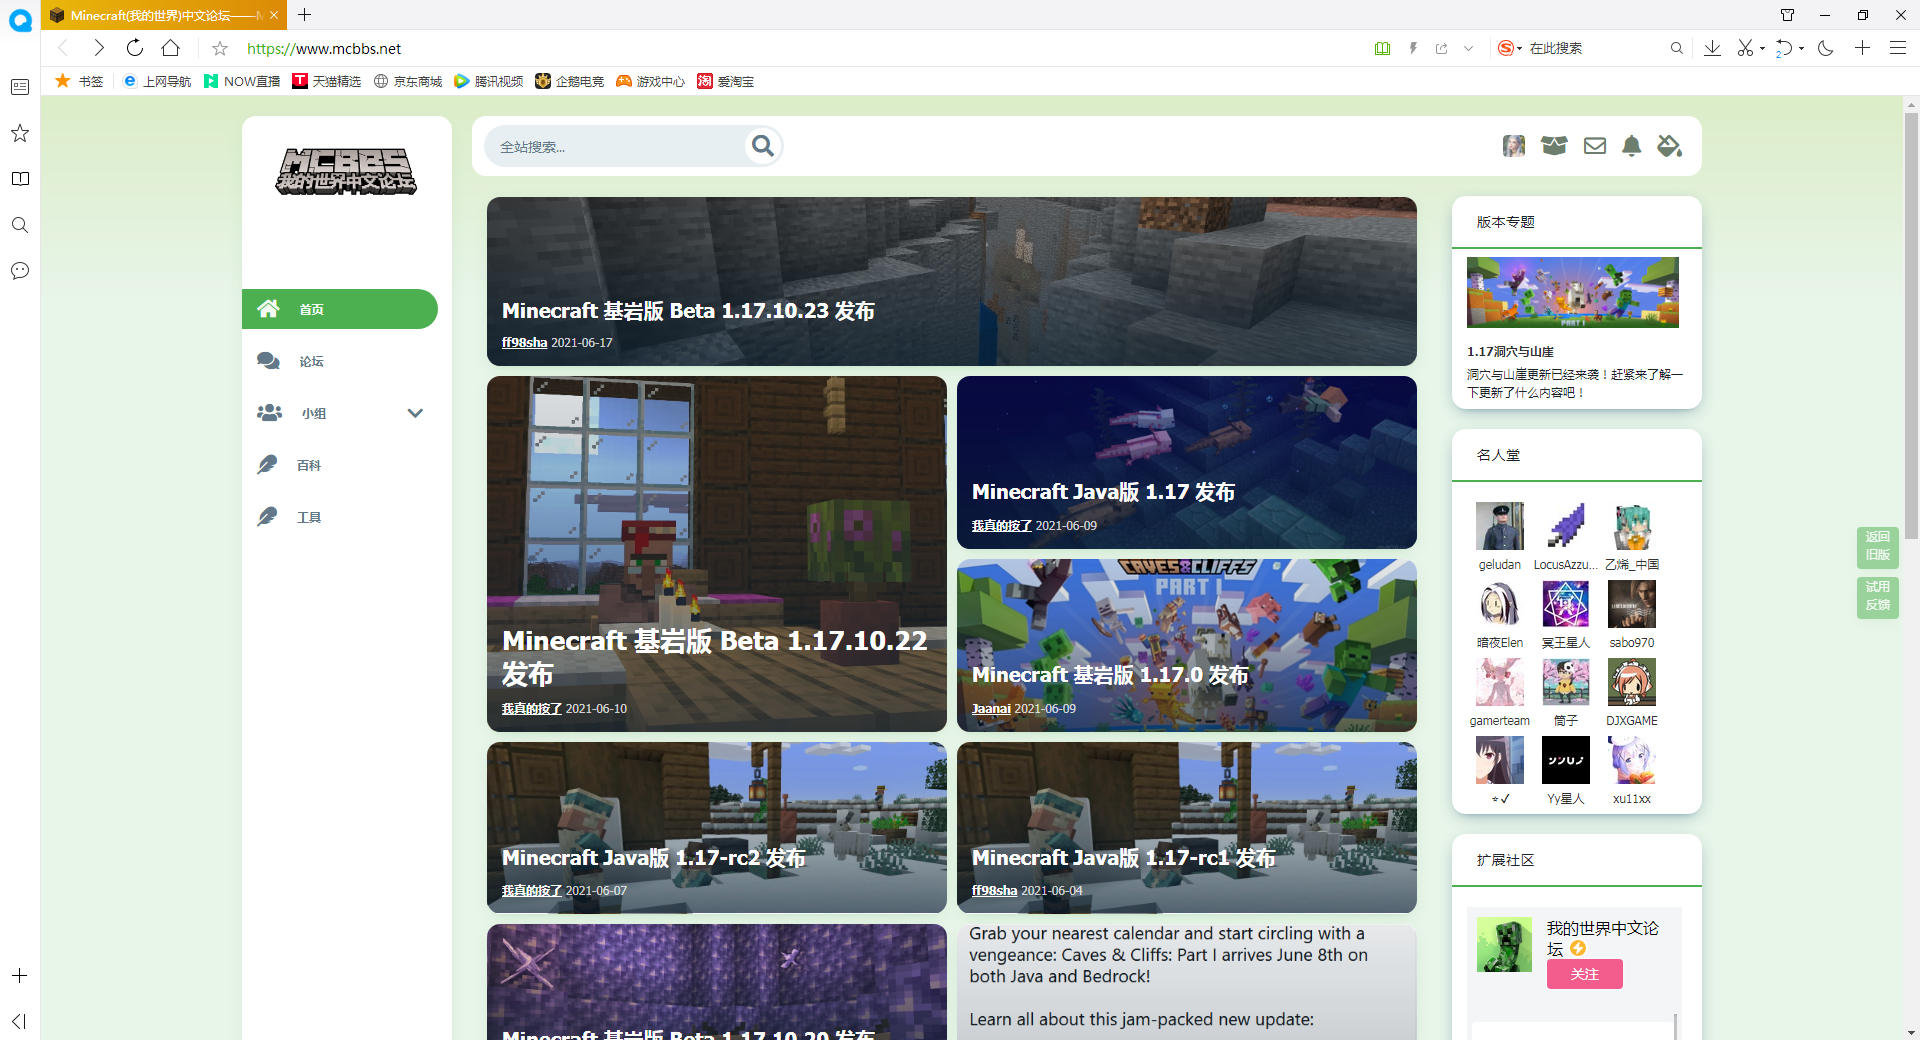 Minecraft(我的世界)中文论坛——
https://www.mcbbs.net
在此搜索
2
书签
上网导航
NOW直播
天猫精选
京东商城
腾讯视频
企鹅电竞
游戏中心
爱淘宝
MCBBS
我的世界中文论坛
首页
论坛
小组
百科
工具
全站搜索...
Minecraft 基岩版 Beta 1.17.10.23 发布
ff98sha 2021-06-17
Minecraft 基岩版 Beta 1.17.10.22
发布
我真的按了 2021-06-10
Minecraft Java版 1.17 发布
我真的按了 2021-06-09
CAVES&CLIFFS
PART I
Minecraft 基岩版 1.17.0 发布
Jaanai 2021-06-09
Minecraft Java版 1.17-rc2 发布
我真的按了 2021-06-07
Minecraft Java版 1.17-rc1 发布
ff98sha 2021-06-04
Minecraft 基岩版 Beta 1.17.10.20 发布
Grab your nearest calendar and start circling with a
vengeance: Caves & Cliffs: Part I arrives June 8th on
both Java and Bedrock!
Learn all about this jam-packed new update:
版本专题
PART I
1.17洞穴与山崖
洞穴与山崖更新已经来袭！赶紧来了解一
下更新了什么内容吧！
名人堂
geludan
LocusAzzu...
乙烯_中国
暗夜Elen
冥王星人
sabo970
gamerteam
筒子
DJXGAME
⭐✓
Yy星人
xu11xx
扩展社区
我的世界中文论
坛
关注
返回
旧版
试用
反馈